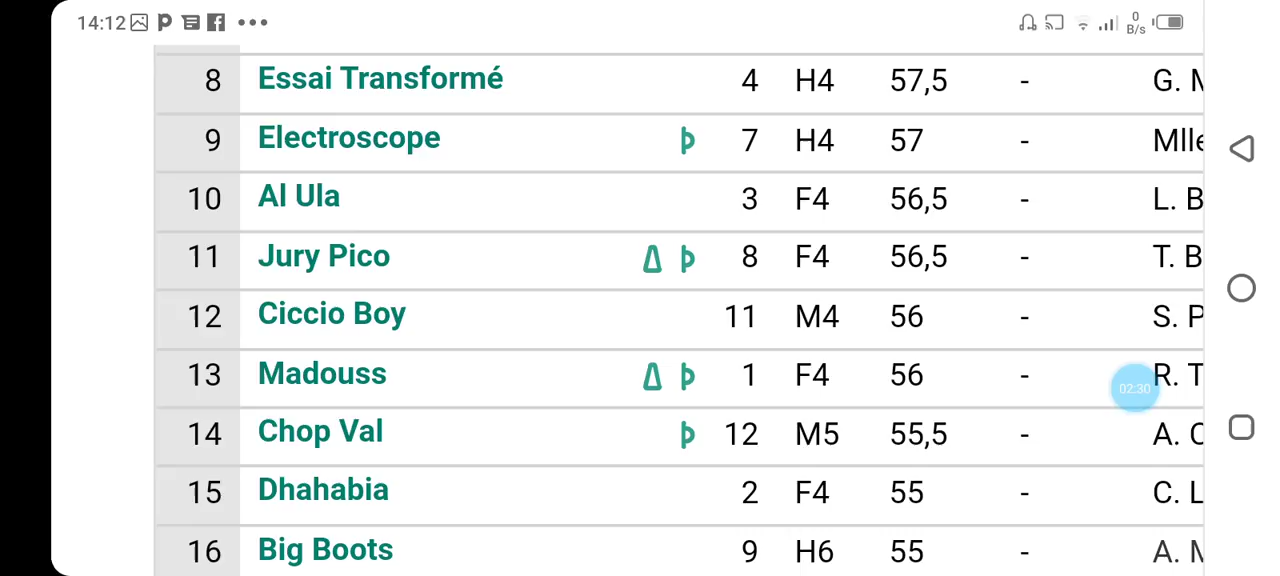 14:12 0 B/s
8 Essai Transformé 4 H4 57,5 - G. M
9 Electroscope 7 H4 57 - Mlle
10 Al Ula 3 F4 56,5 - L. B
11 Jury Pico 8 F4 56,5 - T. B
12 Ciccio Boy 11 M4 56 - S. P
13 Madouss 1 F4 56 - R. T
02:30
14 Chop Val 12 M5 55,5 - A. C
15 Dhahabia 2 F4 55 - C. L
16 Big Boots 9 H6 55 - A. M